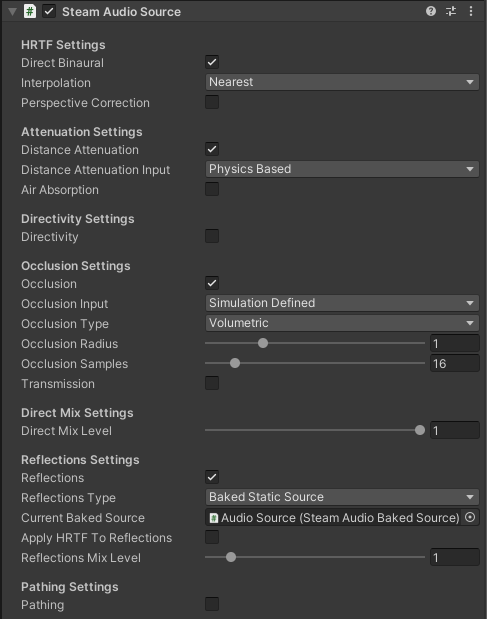 Steam Audio Source
HRTF Settings
Direct Binaural
Interpolation Nearest
Perspective Correction
Attenuation Settings
Distance Attenuation
Distance Attenuation Input Physics Based
Air Absorption
Directivity Settings
Directivity
Occlusion Settings
Occlusion
Occlusion Input Simulation Defined
Occlusion Type Volumetric
Occlusion Radius 1
Occlusion Samples 16
Transmission
Direct Mix Settings
Direct Mix Level 1
Reflections Settings
Reflections
Reflections Type Baked Static Source
Current Baked Source Audio Source (Steam Audio Baked Source)
Apply HRTF To Reflections
Reflections Mix Level 1
Pathing Settings
Pathing